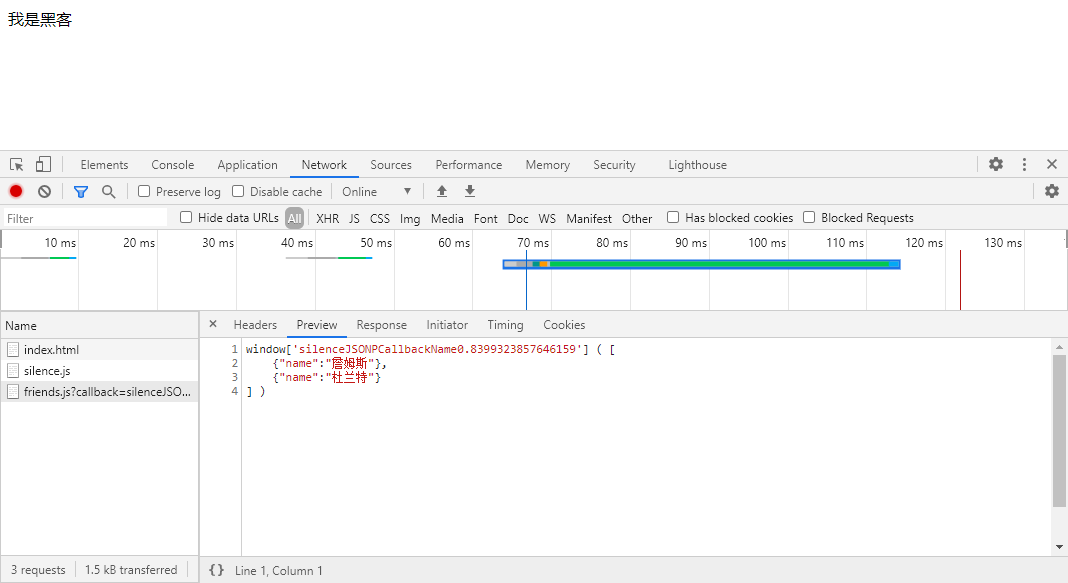 我是黑客
Elements Console Application Network Sources Performance Memory Security Lighthouse
Preserve log Disable cache Online
Filter Hide data URLs All XHR JS CSS Img Media Font Doc WS Manifest Other Has blocked cookies Blocked Requests
10 ms 20 ms 30 ms 40 ms 50 ms 60 ms 70 ms 80 ms 90 ms 100 ms 110 ms 120 ms 130 ms
Name
index.html
silence.js
friends.js?callback=silenceJSO...
× Headers Preview Response Initiator Timing Cookies
1 window['silenceJSONPCallbackName0.8399323857646159'] ( [
2 {"name":"詹姆斯"},
3 {"name":"杜兰特"}
4 ] )
3 requests 1.5 kB transferred
{} Line 1, Column 1